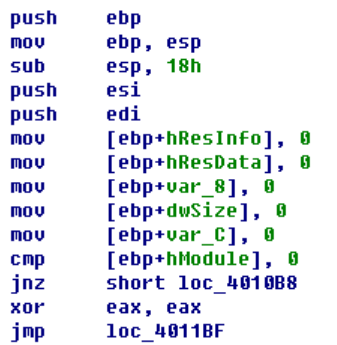 push ebp
mov ebp, esp
sub esp, 18h
push esi
push edi
mov [ebp+hResInfo], 0
mov [ebp+hResData], 0
mov [ebp+var_8], 0
mov [ebp+dwSize], 0
mov [ebp+var_C], 0
cmp [ebp+hModule], 0
jnz short loc_4010B8
xor eax, eax
jmp loc_4011BF